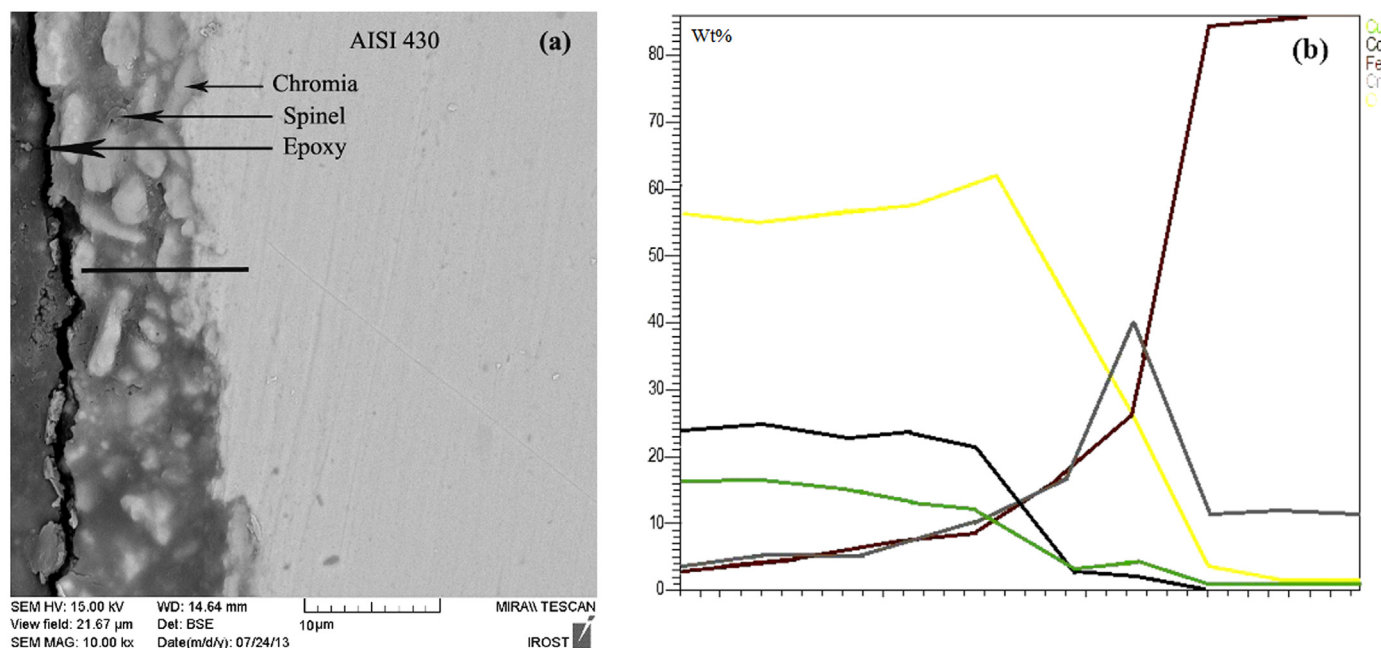 AISI 430
(a)
Chromia
Spinel
Epoxy
SEM HV: 15.00 kV
WD: 14.64 mm
MIRA\\ TESCAN
View field: 21.67 µm
Det: BSE
10µm
SEM MAG: 10.00 kx
Date(m/d/y): 07/24/13
IROST
Wt%
(b)
80
70
60
50
40
30
20
10
0
Fe